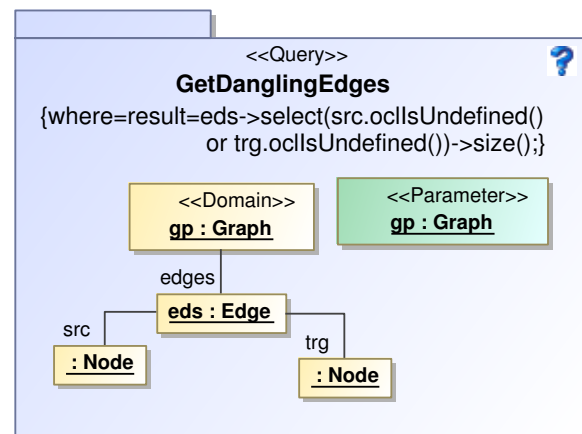 <<Query>>
GetDanglingEdges
{where=result=eds->select(src.oclIsUndefined()
or trg.oclIsUndefined())->size();}
<<Domain>>
gp : Graph
<<Parameter>>
gp : Graph
edges
eds : Edge
src
trg
: Node
: Node